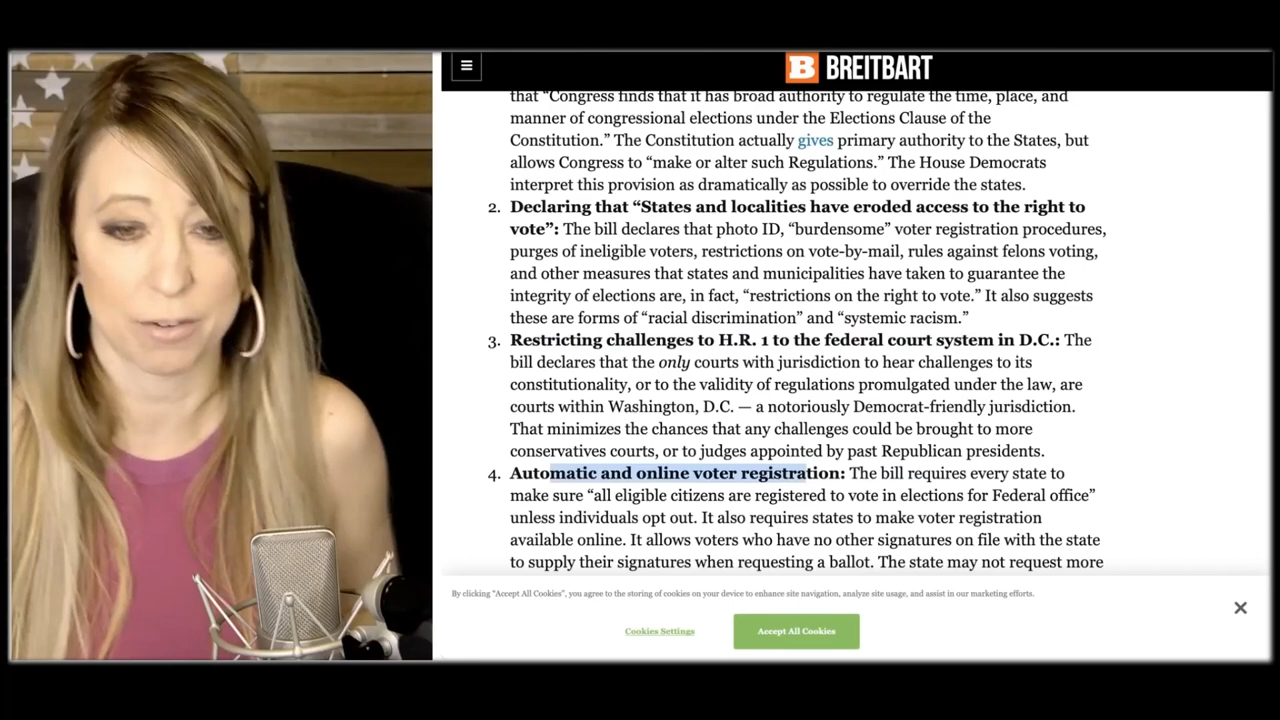 BREITBART
that “Congress finds that it has broad authority to regulate the time, place, and
manner of congressional elections under the Elections Clause of the
Constitution.” The Constitution actually gives primary authority to the States, but
allows Congress to “make or alter such Regulations.” The House Democrats
interpret this provision as dramatically as possible to override the states.
2. Declaring that “States and localities have eroded access to the right to
vote”: The bill declares that photo ID, “burdensome” voter registration procedures,
purges of ineligible voters, restrictions on vote-by-mail, rules against felons voting,
and other measures that states and municipalities have taken to guarantee the
integrity of elections are, in fact, “restrictions on the right to vote.” It also suggests
these are forms of “racial discrimination” and “systemic racism.”
3. Restricting challenges to H.R. 1 to the federal court system in D.C.: The
bill declares that the only courts with jurisdiction to hear challenges to its
constitutionality, or to the validity of regulations promulgated under the law, are
courts within Washington, D.C. — a notoriously Democrat-friendly jurisdiction.
That minimizes the chances that any challenges could be brought to more
conservatives courts, or to judges appointed by past Republican presidents.
4. Automatic and online voter registration: The bill requires every state to
make sure “all eligible citizens are registered to vote in elections for Federal office”
unless individuals opt out. It also requires states to make voter registration
available online. It allows voters who have no other signatures on file with the state
to supply their signatures when requesting a ballot. The state may not request more
By clicking “Accept All Cookies”, you agree to the storing of cookies on your device to enhance site navigation, analyze site usage, and assist in our marketing efforts.
Cookies Settings
Accept All Cookies